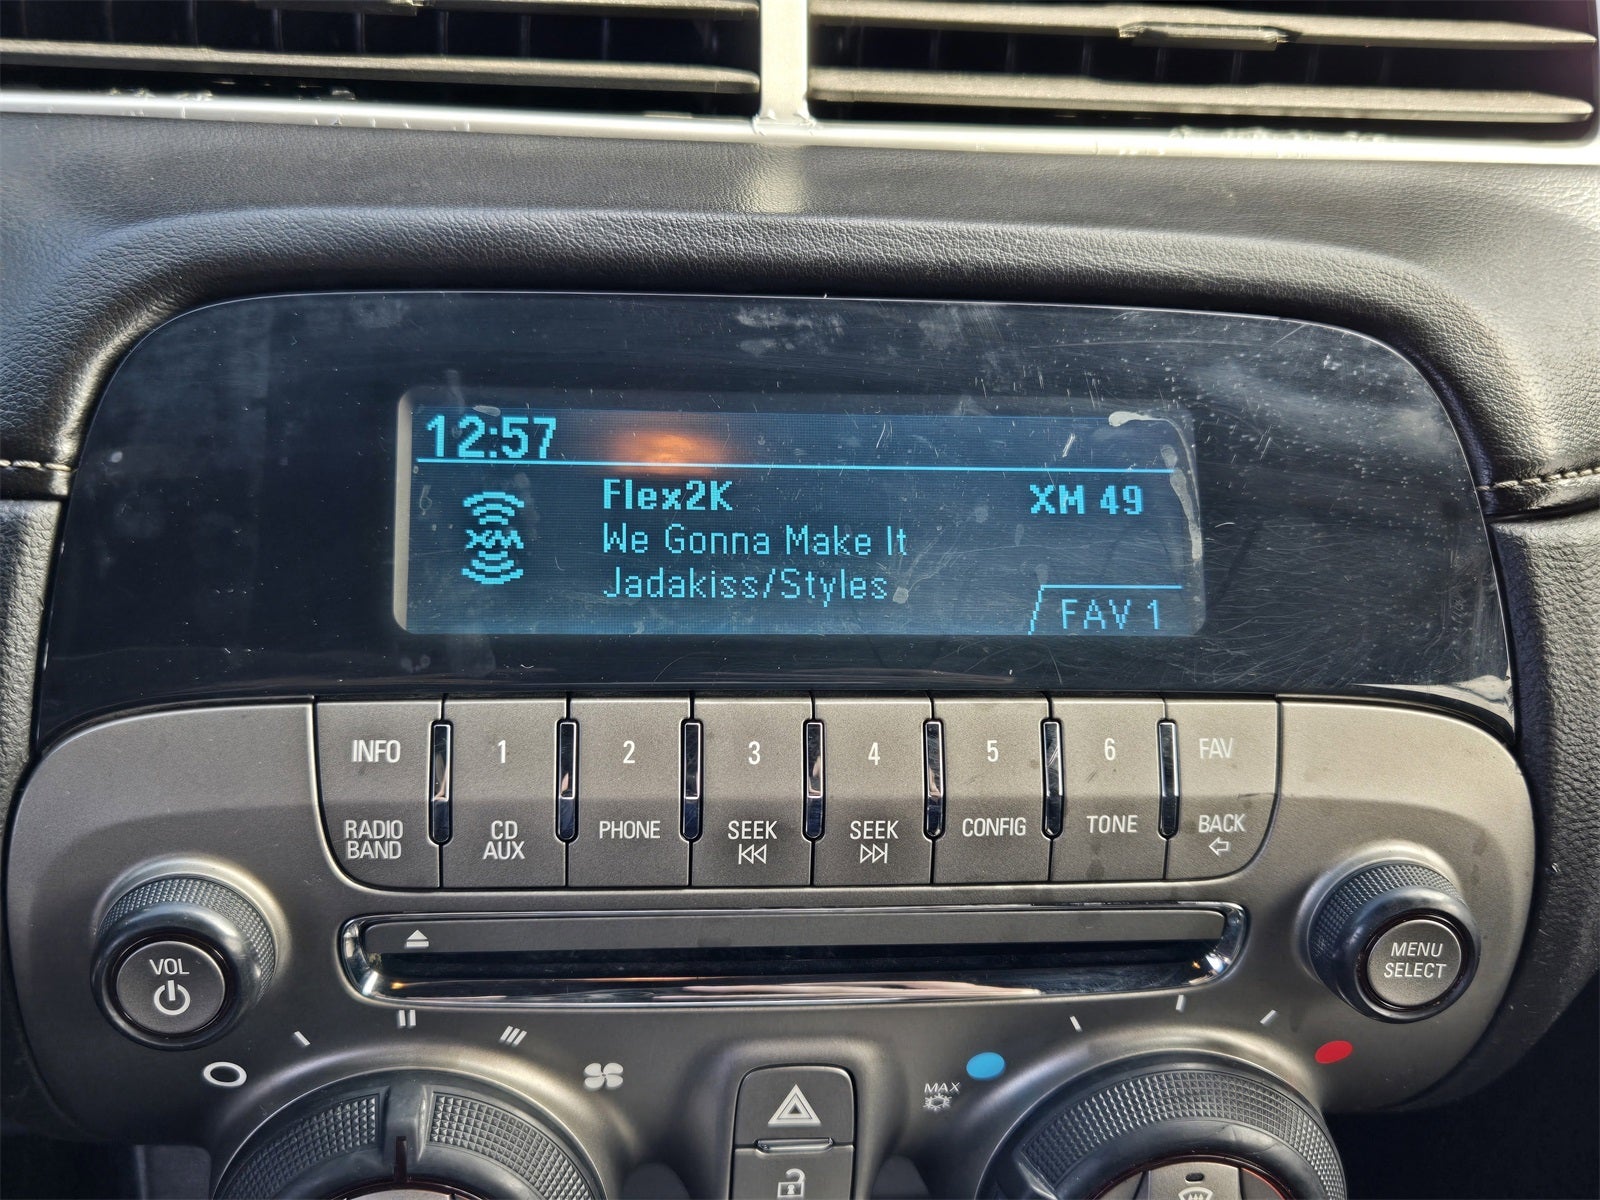 12:57
Flex2K XM 49
XM We Gonna Make It
Jadakiss/Styles
FAV 1
INFO 1 2 3 4 5 6 FAV
RADIO BAND CD AUX PHONE SEEK SEEK CONFIG TONE BACK
VOL
MENU
SELECT
MAX